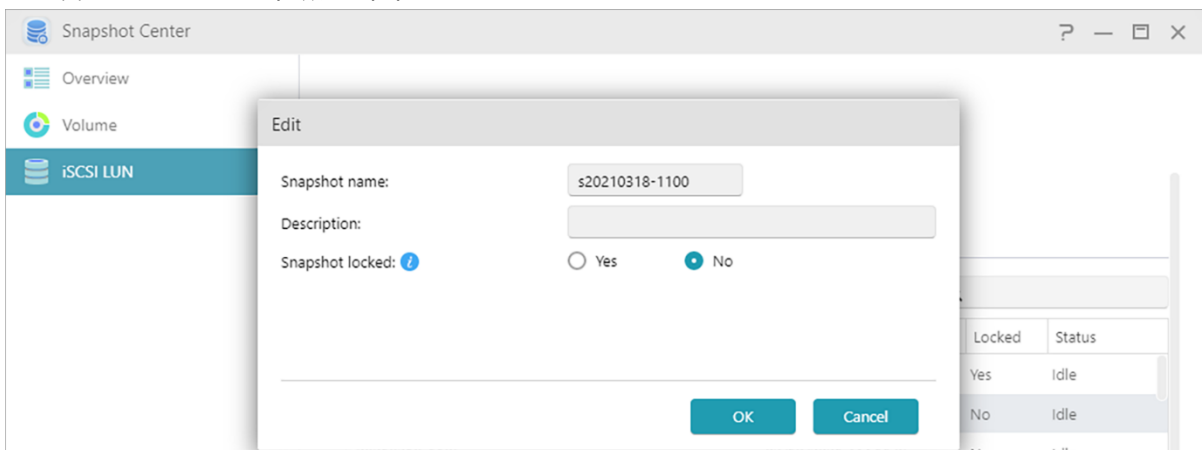 Snapshot Center
Overview
Volume
iSCSI LUN
Edit
Snapshot name: s20210318-1100
Description:
Snapshot locked: Yes No
OK Cancel
Locked Status
Yes Idle
No Idle